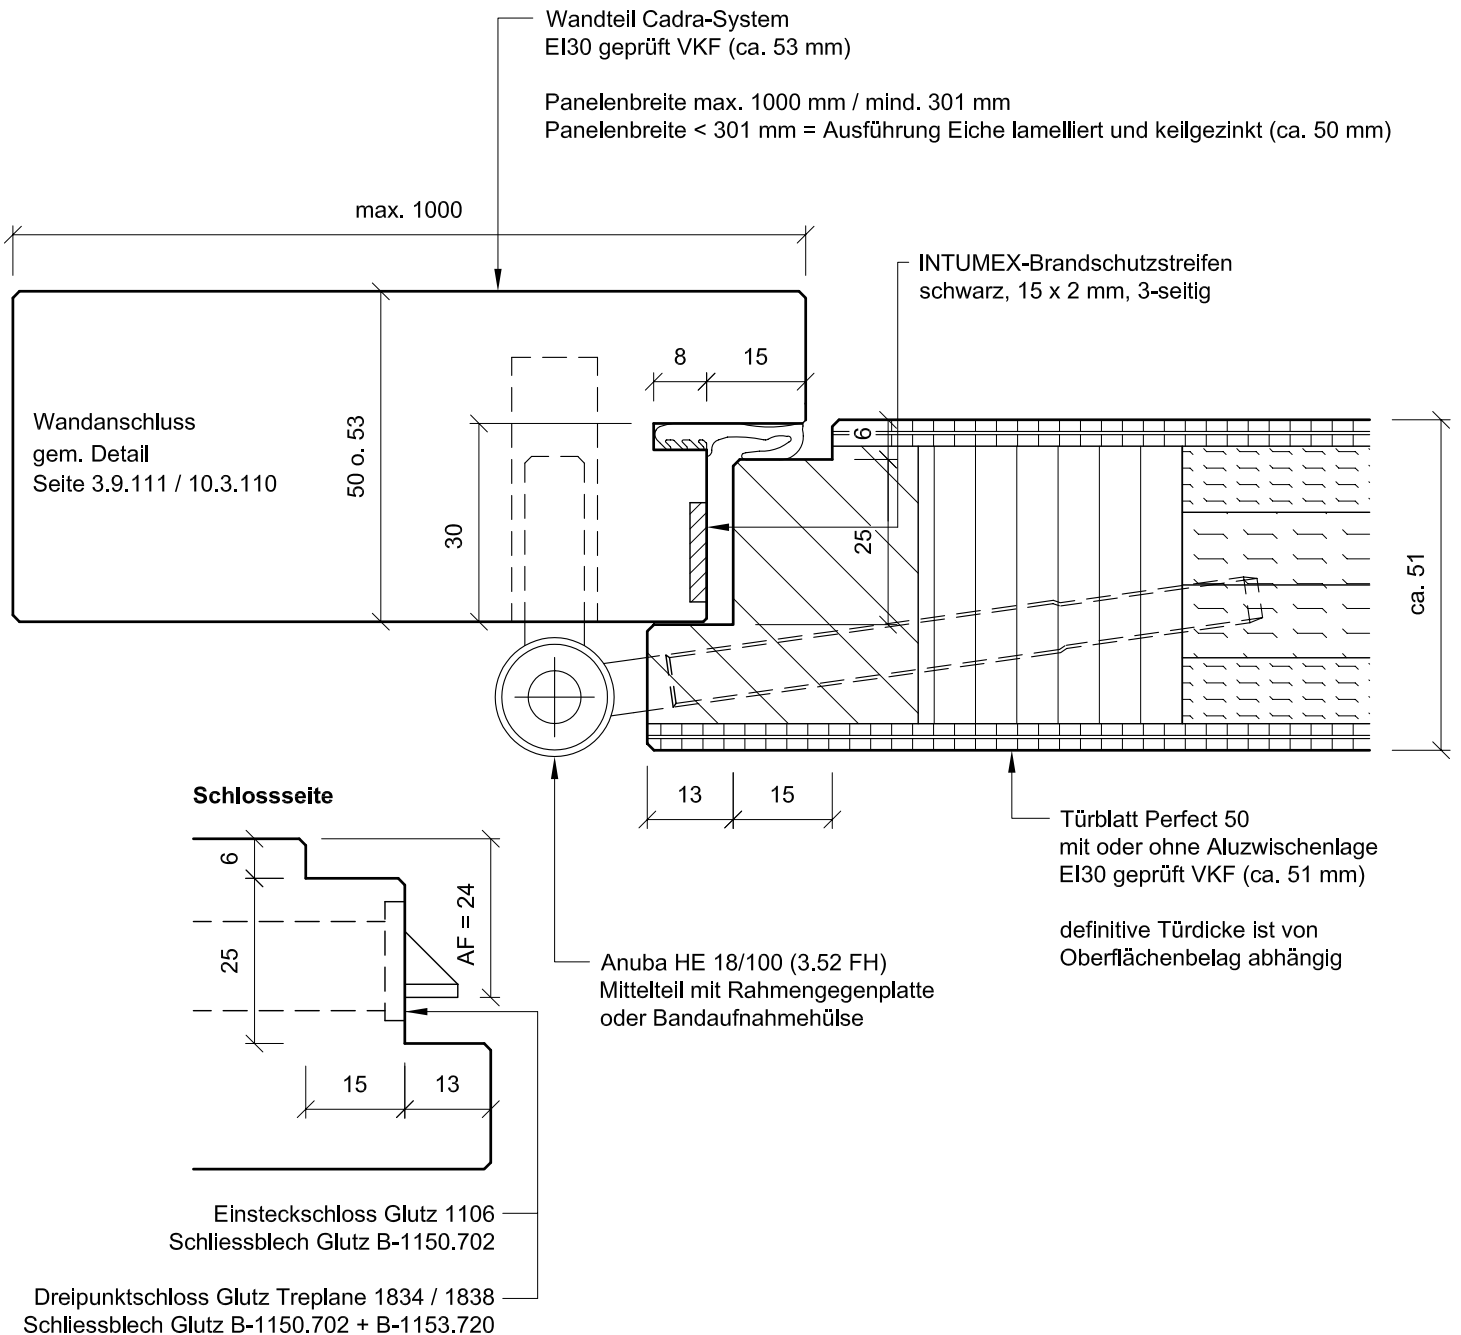 Wandteil Cadra-System
EI30 geprüft VKF (ca. 53 mm)
Panelenbreite max. 1000 mm / mind. 301 mm
Panelenbreite < 301 mm = Ausführung Eiche lamelliert und keilgezinkt (ca. 50 mm)
max. 1000
INTUMEX-Brandschutzstreifen
schwarz, 15 x 2 mm, 3-seitig
8
15
Wandanschluss
gem. Detail
Seite 3.9.111 / 10.3.110
50 o. 53
30
6
25
ca. 51
13
15
Schlossseite
6
25
AF = 24
15
13
Türblatt Perfect 50
mit oder ohne Aluzwischenlage
EI30 geprüft VKF (ca. 51 mm)
definitive Türdicke ist von
Oberflächenbelag abhängig
Anuba HE 18/100 (3.52 FH)
Mittelteil mit Rahmengegenplatte
oder Bandaufnahmehülse
Einsteckschloss Glutz 1106
Schliessblech Glutz B-1150.702
Dreipunktschloss Glutz Treplane 1834 / 1838
Schliessblech Glutz B-1150.702 + B-1153.720